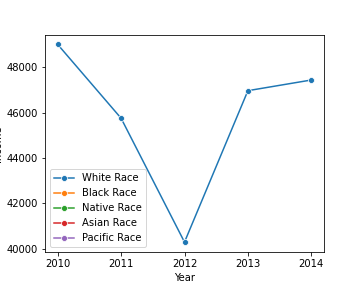 48000
46000
44000
42000
40000
White Race
Black Race
Native Race
Asian Race
Pacific Race
2010 2011 2012 2013 2014
Year